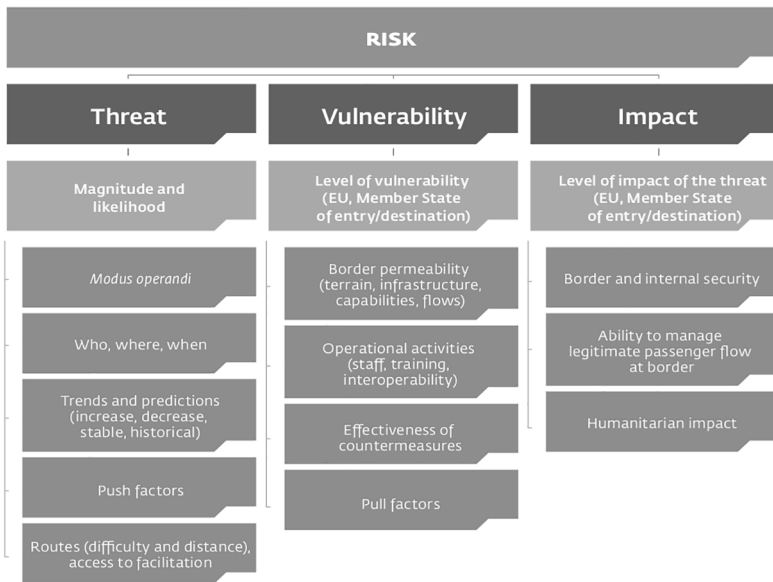 RISK
Threat
Magnitude and
likelihood
Modus operandi
Who, where, when
Trends and predictions
(increase, decrease,
stable, historical)
Push factors
Routes (difficulty and distance),
access to facilitation
Vulnerability
Level of vulnerability
(EU, Member State
of entry/destination)
Border permeability
(terrain, infrastructure,
capabilities, flows)
Operational activities
(staff, training,
interoperability)
Effectiveness of
countermeasures
Pull factors
Impact
Level of impact of the threat
(EU, Member State
of entry/destination)
Border and internal security
Ability to manage
legitimate passenger flow
at border
Humanitarian impact